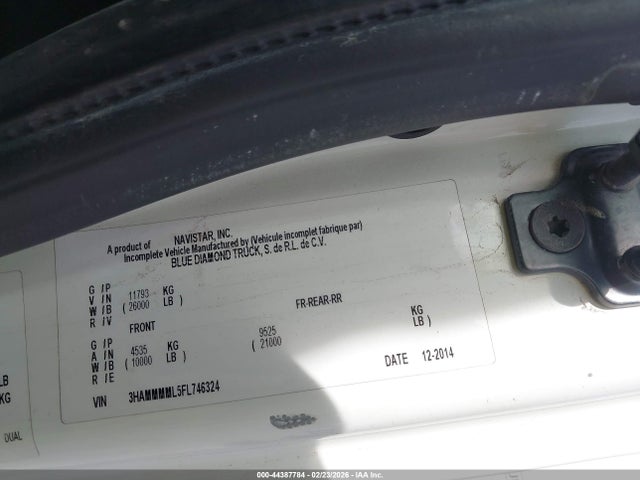 A product of NAVISTAR, INC.
Incomplete Vehicle Manufactured by (Vehicule incomplet fabrique par)
BLUE DIAMOND TRUCK, S. de R.L. de C.V.
G /P
V /N 11793 KG
W /B ( 26000 LB )
R /V
FRONT FR-REAR-RR
G /P
A /N 4535 KG 9525 KG
W /B ( 10000 LB ) ( 21000 LB )
R /E
DATE 12-2014
VIN 3HAMMMML5FL746324
LB
KG
DUAL
000-44387784 - 02/23/2026 - IAA Inc.